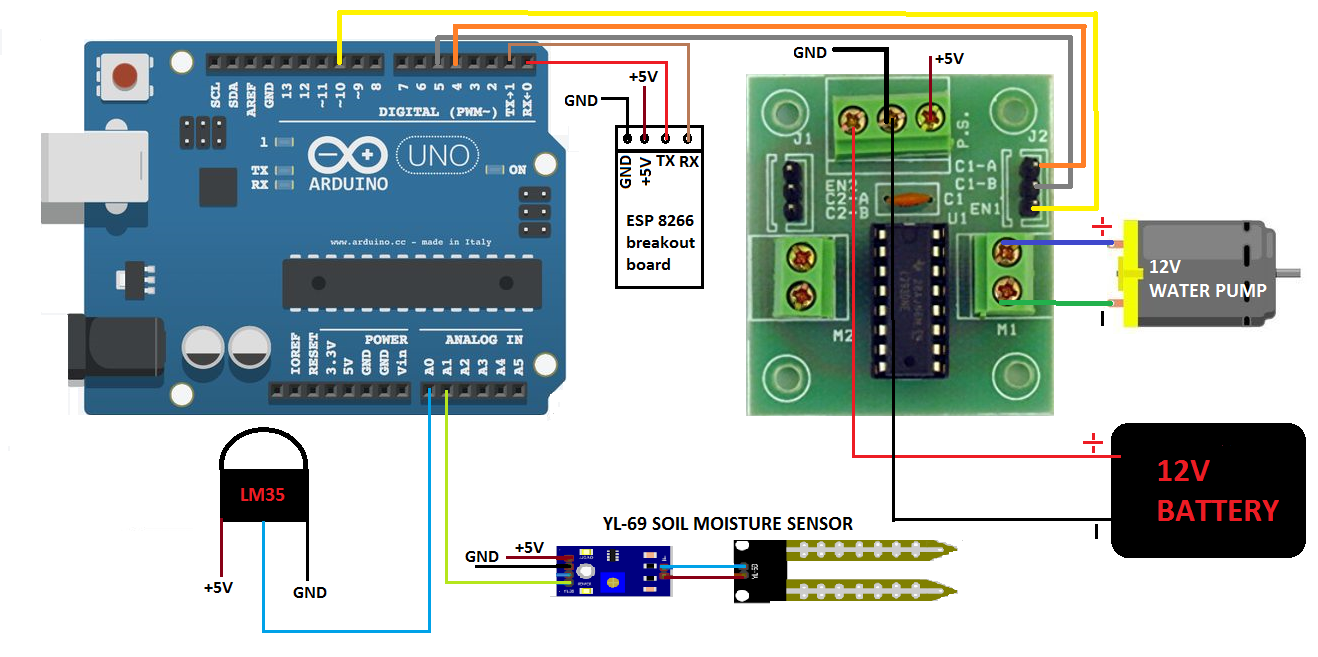 GND
+5V
+5V
GND
SCL
SDA
AREF
GND
13
12
~11
~10
~9
8
7
6
5
4
3
2
TX→1
RX←0
DIGITAL (PWM~)
1
TX
RX
ARDUINO
UNO
ON
www.arduino.cc - made in Italy
IOREF
RESET
3.3V
5V
GND
GND
Vin
POWER
A0
A1
A2
A3
A4
A5
ANALOG IN
GND
+5V
TX
RX
ESP 8266
breakout
board
J1
P.S.
J2
C1-A
C1-B
EN1
EN2
C2-A
C2-B
C1
U1
L293DNE
M2
M1
+
12V
WATER PUMP
LM35
+5V
GND
YL-69 SOIL MOISTURE SENSOR
+5V
GND
12V
BATTERY